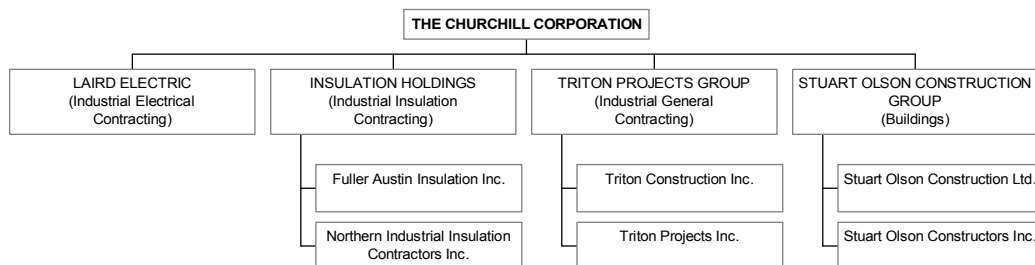 THE CHURCHILL CORPORATION
LAIRD ELECTRIC
(Industrial Electrical
Contracting)
INSULATION HOLDINGS
(Industrial Insulation
Contracting)
TRITON PROJECTS GROUP
(Industrial General
Contracting)
STUART OLSON CONSTRUCTION
GROUP
(Buildings)
Fuller Austin Insulation Inc.
Northern Industrial Insulation
Contractors Inc.
Triton Construction Inc.
Triton Projects Inc.
Stuart Olson Construction Ltd.
Stuart Olson Constructors Inc.